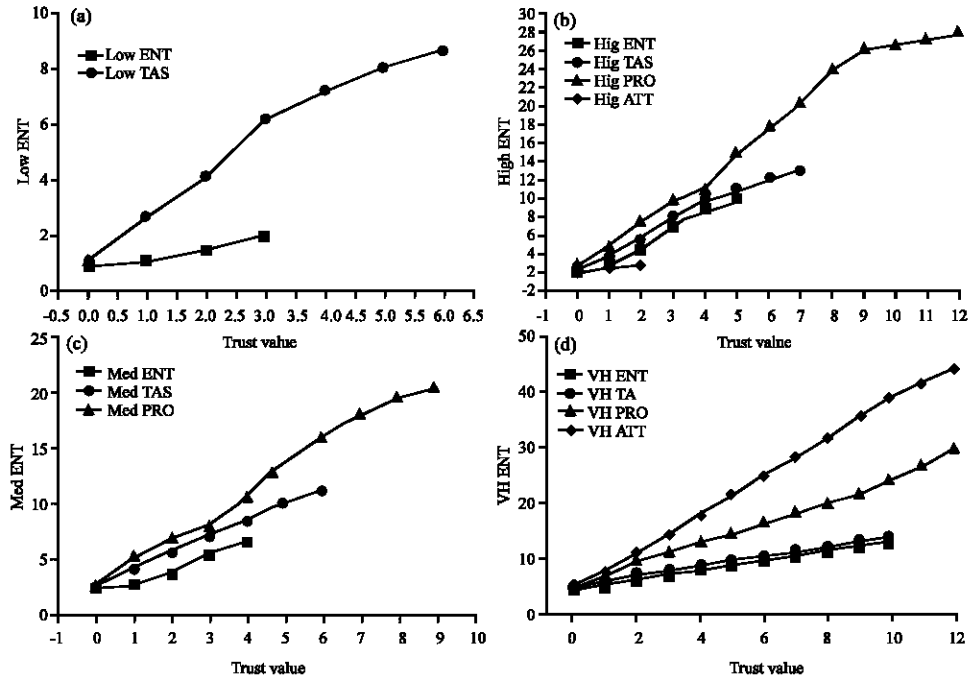 (a)
Low ENT
Low TAS
Low ENT
10
8
6
4
2
0
-0.5 0.0 1.0 1.5 2.0 2.5 3.0 3.5 4.0 4.5 5.0 5.5 6.0 6.5
Trust value
(b)
Hig ENT
Hig TAS
Hig PRO
Hig ATT
High ENT
30
28
26
24
22
20
18
16
14
12
10
8
6
4
2
-2
-1 0 1 2 3 4 5 6 7 8 9 10 11 12
Trust value
(c)
Med ENT
Med TAS
Med PRO
Med ENT
25
20
15
10
5
0
-1 0 1 2 3 4 5 6 7 8 9 10
Trust value
(d)
VH ENT
VH TA
VH PRO
VH ATT
VH ENT
50
40
30
20
10
0
0 2 4 6 8 10 12
Trust value